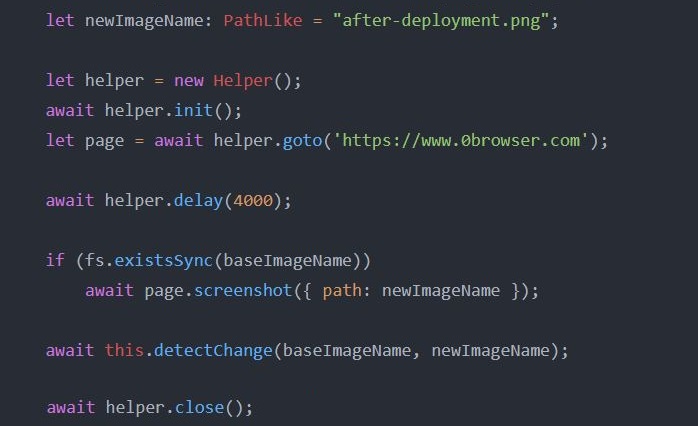 let newImageName: PathLike = "after-deployment.png";
let helper = new Helper();
await helper.init();
let page = await helper.goto('https://www.0browser.com');
await helper.delay(4000);
if (fs.existsSync(baseImageName))
await page.screenshot({ path: newImageName });
await this.detectChange(baseImageName, newImageName);
await helper.close();